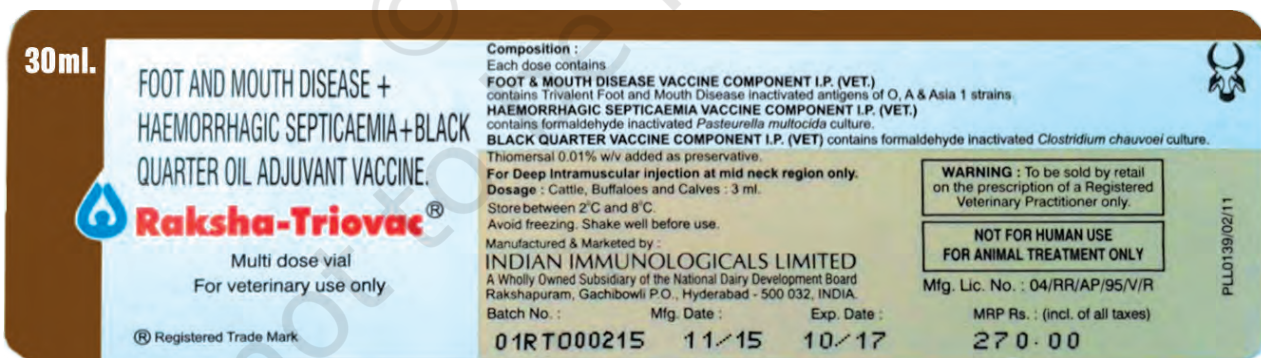 30ml.
FOOT AND MOUTH DISEASE +
HAEMORRHAGIC SEPTICAEMIA+BLACK
QUARTER OIL ADJUVANT VACCINE.
Raksha-Triovac®
Multi dose vial
For veterinary use only
® Registered Trade Mark
Composition :
Each dose contains
FOOT & MOUTH DISEASE VACCINE COMPONENT I.P. (VET.)
contains Trivalent Foot and Mouth Disease inactivated antigens of O, A & Asia 1 strains
HAEMORRHAGIC SEPTICAEMIA VACCINE COMPONENT I.P. (VET.)
contains formaldehyde inactivated Pasteurella multocida culture.
BLACK QUARTER VACCINE COMPONENT I.P. (VET) contains formaldehyde inactivated Clostridium chauvoei culture.
Thiomersal 0.01% w/v added as preservative.
For Deep Intramuscular injection at mid neck region only.
Dosage : Cattle, Buffaloes and Calves : 3 ml.
Store between 2°C and 8°C.
Avoid freezing. Shake well before use.
Manufactured & Marketed by :
INDIAN IMMUNOLOGICALS LIMITED
A Wholly Owned Subsidiary of the National Dairy Development Board
Rakshapuram, Gachibowli P.O., Hyderabad - 500 032, INDIA.
Batch No. : Mfg. Date : Exp. Date :
01RT000215 11/15 10/17
WARNING : To be sold by retail
on the prescription of a Registered
Veterinary Practitioner only.
NOT FOR HUMAN USE
FOR ANIMAL TREATMENT ONLY
Mfg. Lic. No. : 04/RR/AP/95/V/R
MRP Rs. : (incl. of all taxes)
270.00
PLL0139/02/11
©
not to be